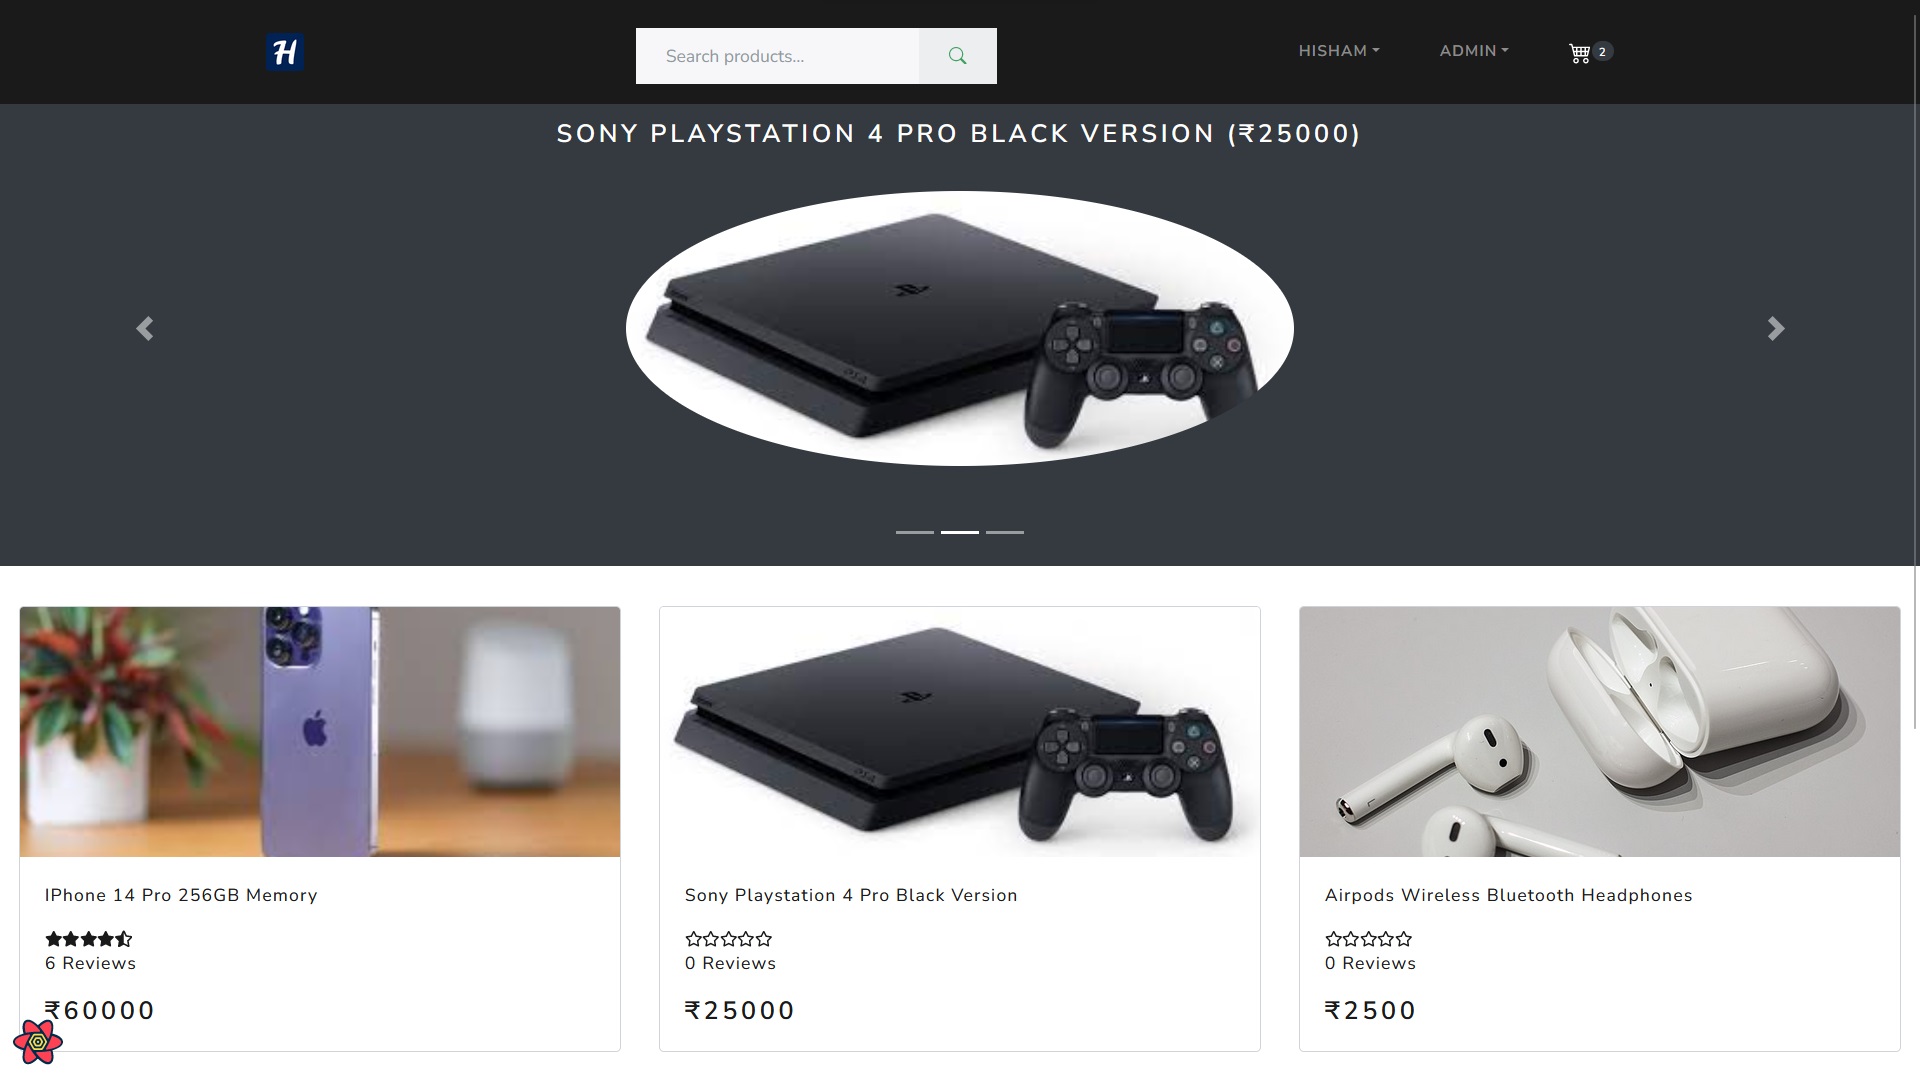 H
Search products...
HISHAM
ADMIN
2
SONY PLAYSTATION 4 PRO BLACK VERSION (₹25000)
IPhone 14 Pro 256GB Memory
6 Reviews
₹60000
Sony Playstation 4 Pro Black Version
0 Reviews
₹25000
Airpods Wireless Bluetooth Headphones
0 Reviews
₹2500